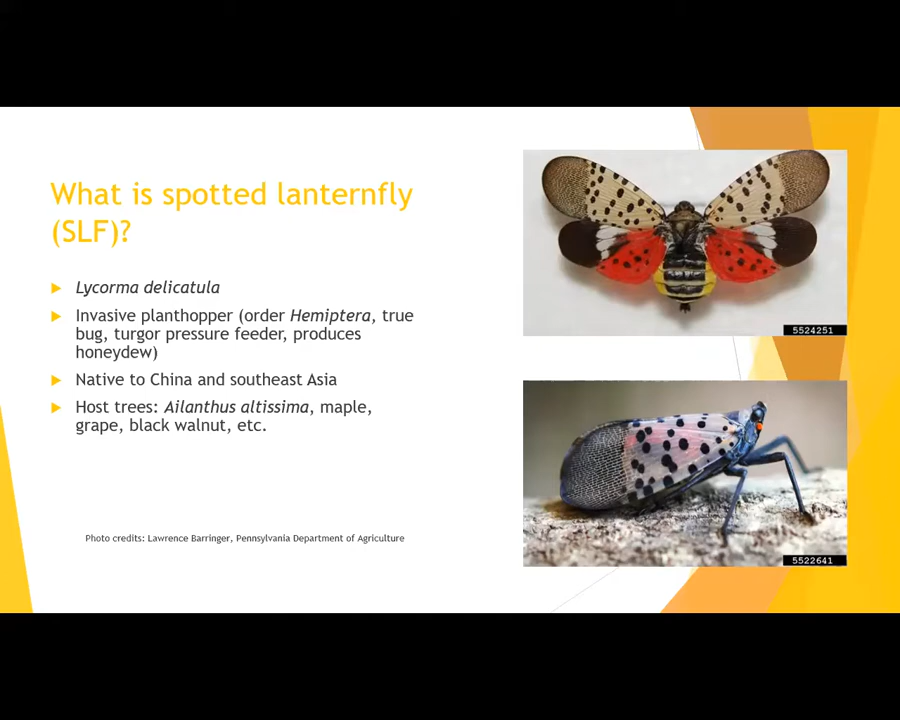 What is spotted lanternfly
(SLF)?
Lycorma delicatula
Invasive planthopper (order Hemiptera, true
bug, turgor pressure feeder, produces
honeydew)
Native to China and southeast Asia
Host trees: Ailanthus altissima, maple,
grape, black walnut, etc.
Photo credits: Lawrence Barringer, Pennsylvania Department of Agriculture
5524251
5522641